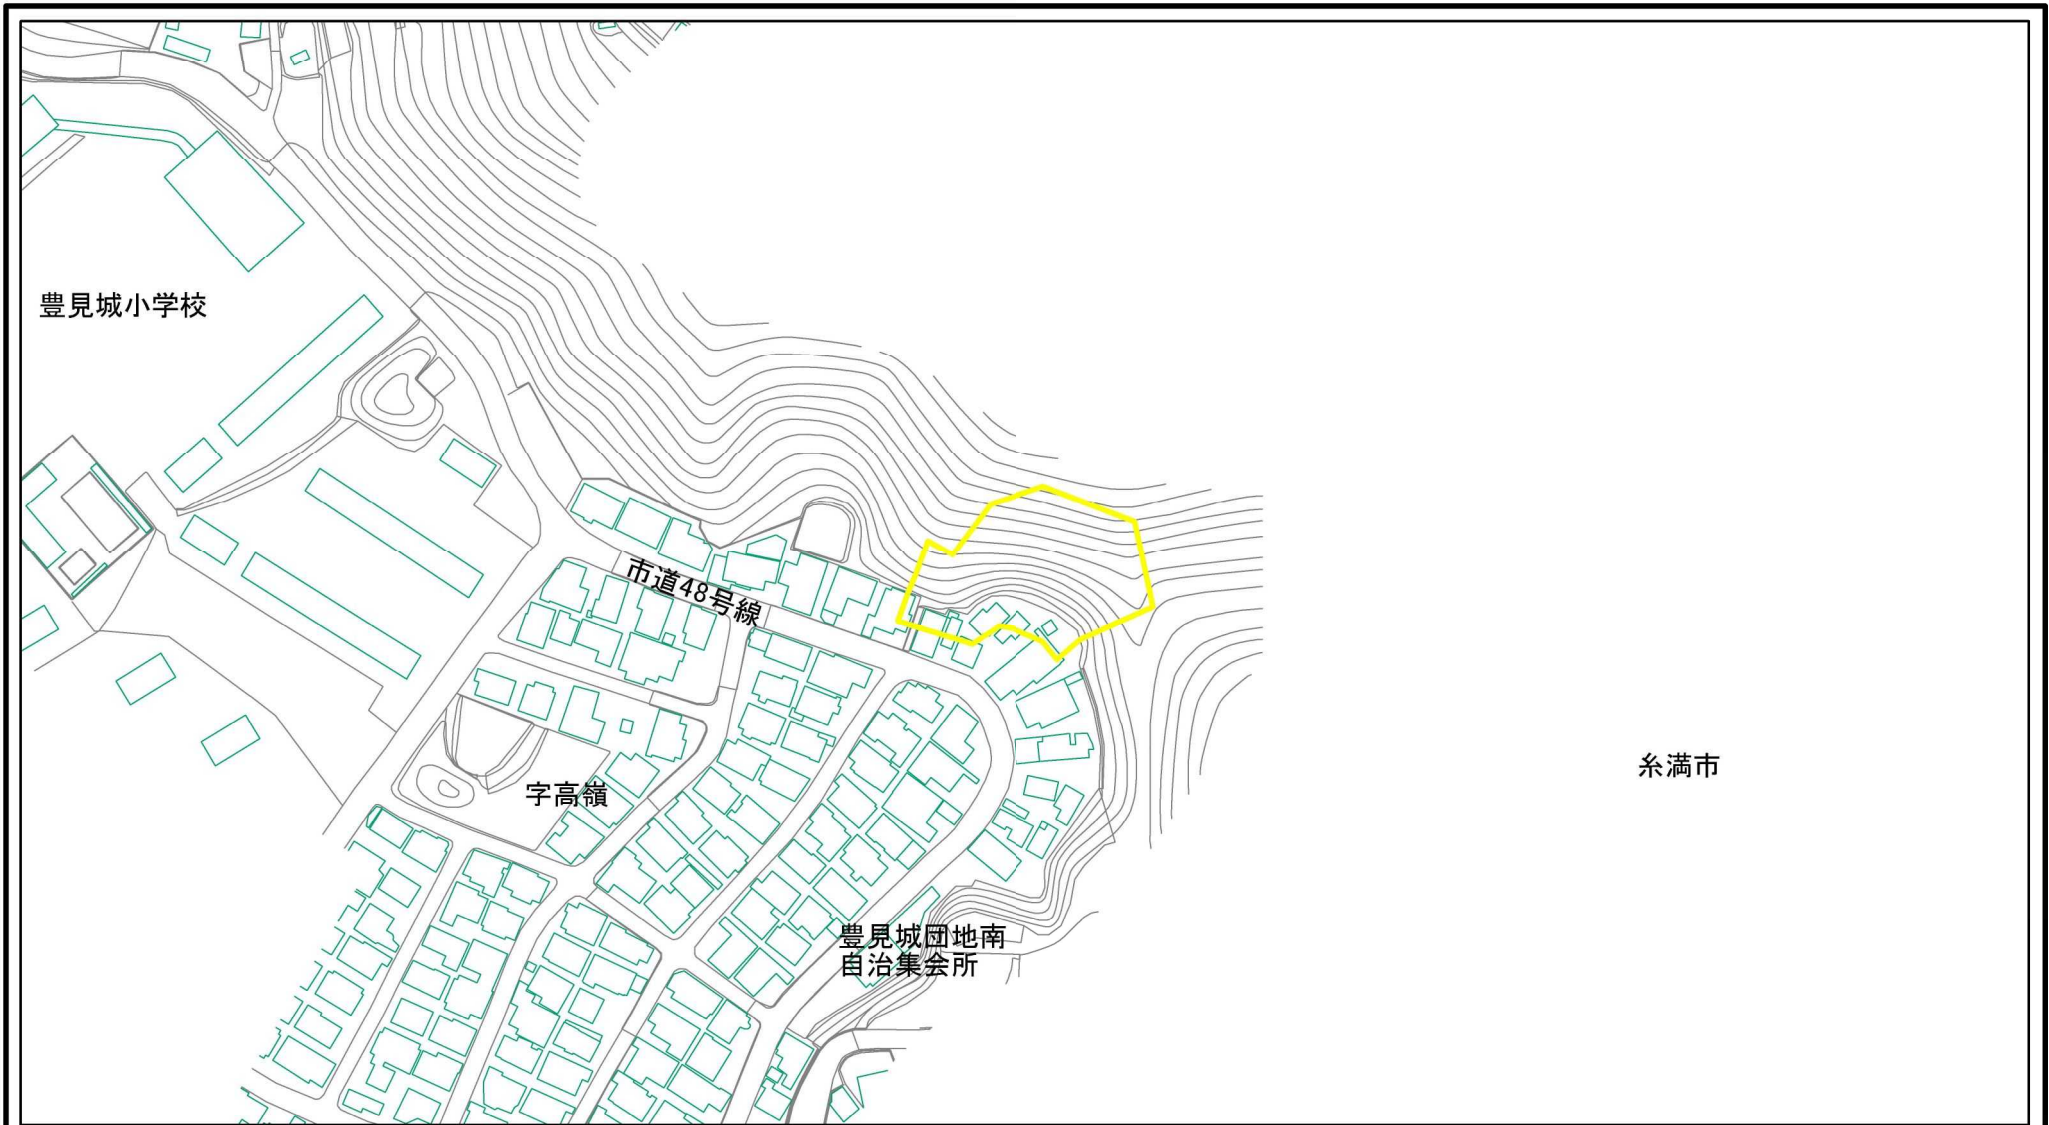 豊見城小学校
市道48号線
糸満市
字高嶺
豊見城団地南
自治集会所